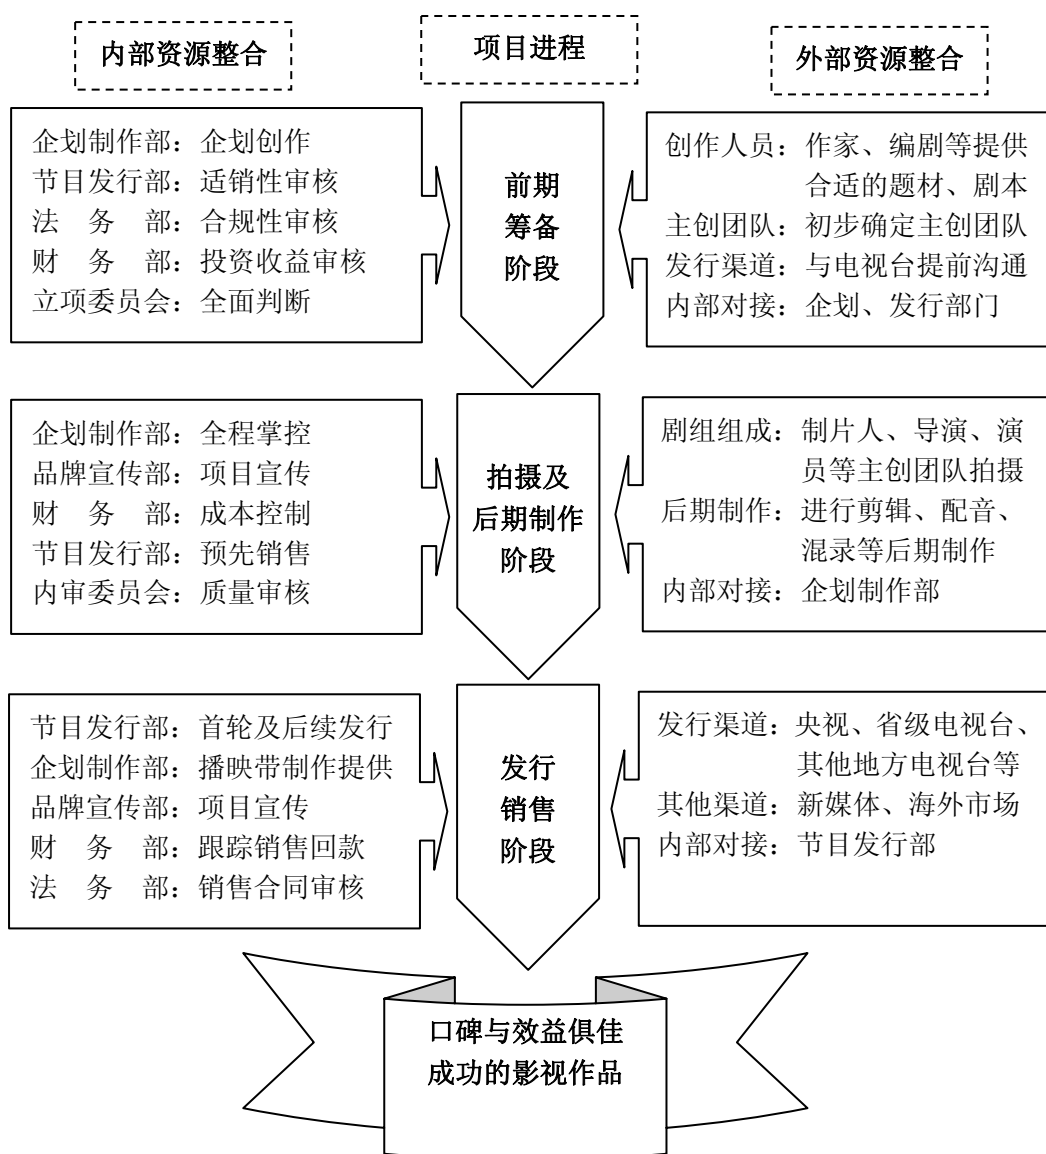 内部资源整合
项目进程
外部资源整合
企划制作部：企划创作
节目发行部：适销性审核
法　务　部：合规性审核
财　务　部：投资收益审核
立项委员会：全面判断
前期
筹备
阶段
创作人员：作家、编剧等提供
合适的题材、剧本
主创团队：初步确定主创团队
发行渠道：与电视台提前沟通
内部对接：企划、发行部门
企划制作部：全程掌控
品牌宣传部：项目宣传
财　务　部：成本控制
节目发行部：预先销售
内审委员会：质量审核
拍摄及
后期制作
阶段
剧组组成：制片人、导演、演
员等主创团队拍摄
后期制作：进行剪辑、配音、
混录等后期制作
内部对接：企划制作部
节目发行部：首轮及后续发行
企划制作部：播映带制作提供
品牌宣传部：项目宣传
财　务　部：跟踪销售回款
法　务　部：销售合同审核
发行
销售
阶段
发行渠道：央视、省级电视台、
其他地方电视台等
其他渠道：新媒体、海外市场
内部对接：节目发行部
口碑与效益俱佳
成功的影视作品